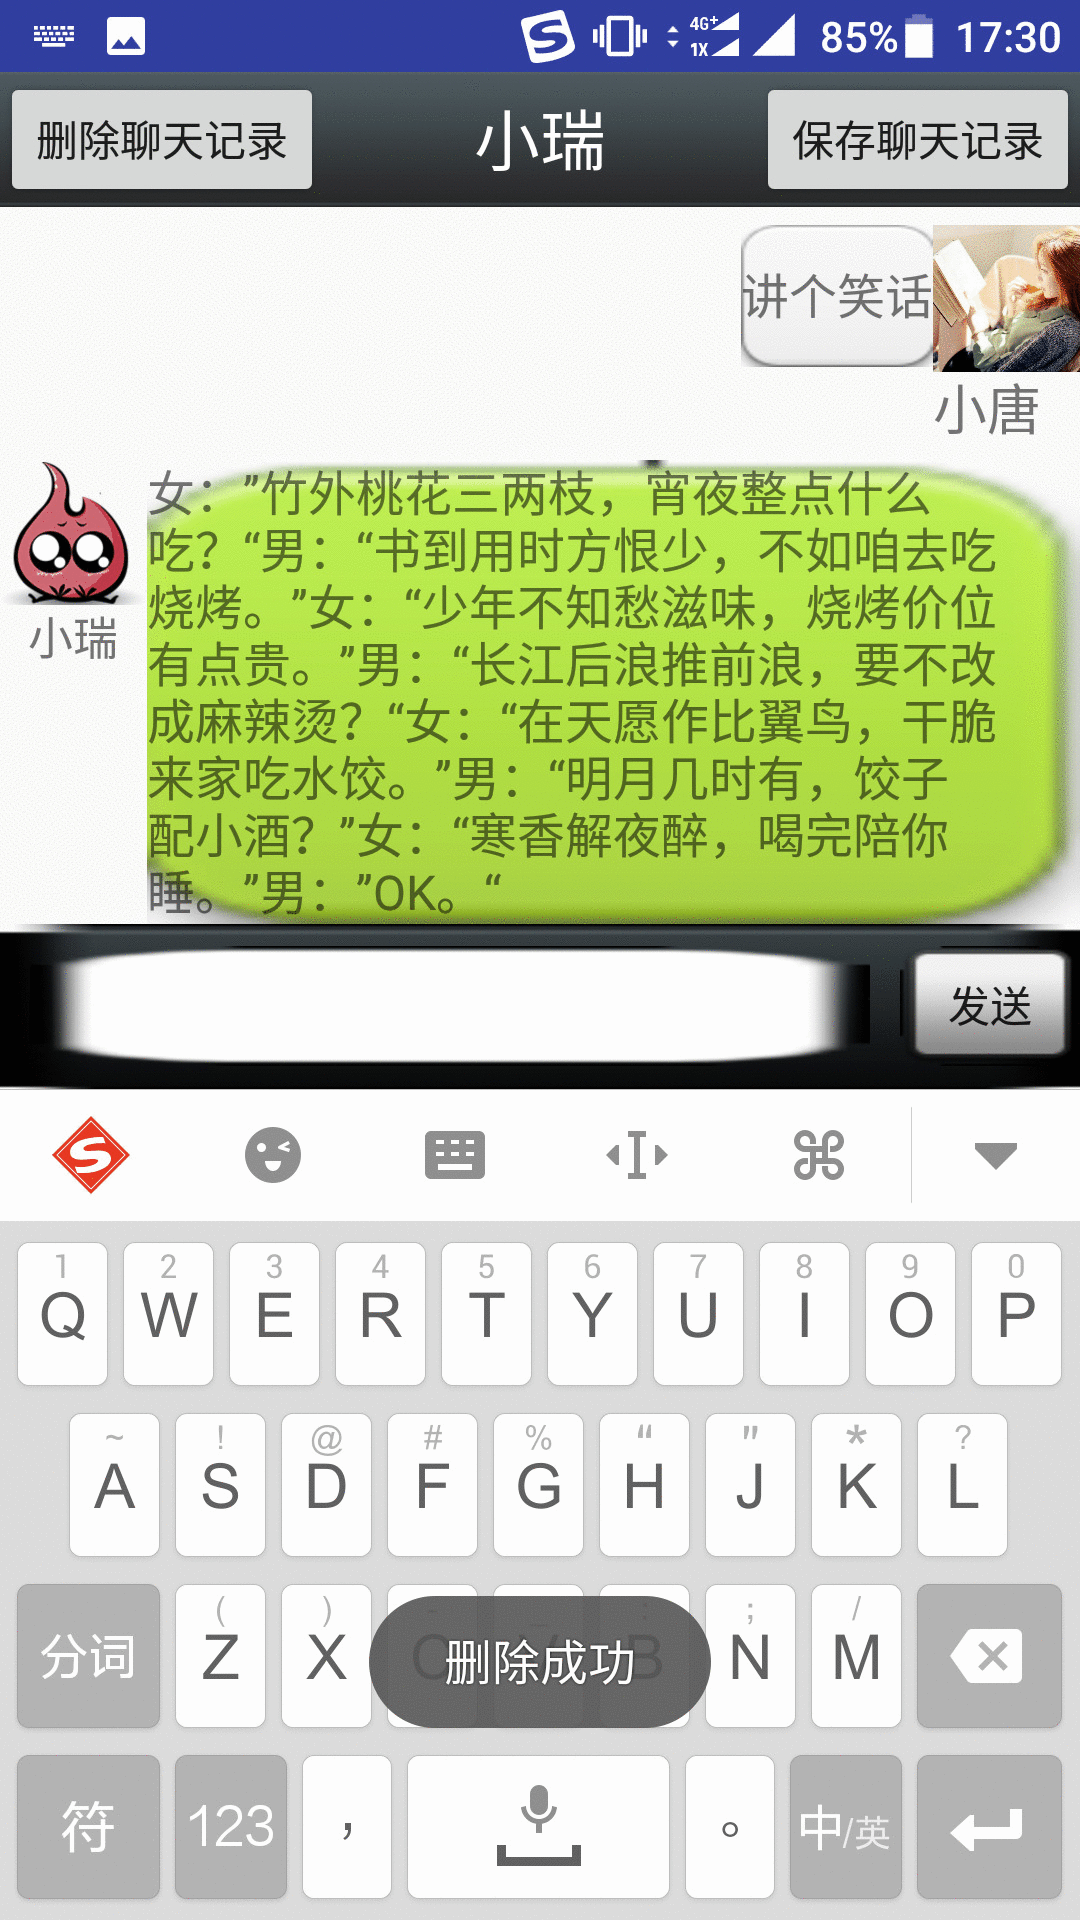 4G+ 1X 85% 17:30
删除聊天记录 小瑞 保存聊天记录
讲个笑话
小唐
女：”竹外桃花三两枝，宵夜整点什么
吃？“男：“书到用时方恨少，不如咱去吃
烧烤。”女：“少年不知愁滋味，烧烤价位
有点贵。”男：“长江后浪推前浪，要不改
成麻辣烫？“女：“在天愿作比翼鸟，干脆
来家吃水饺。”男：“明月几时有，饺子
配小酒？”女：“寒香解夜醉，喝完陪你
睡。”男：”OK。“
小瑞
发送
1 2 3 4 5 6 7 8 9 0
Q W E R T Y U I O P
~ ! @ # % “ " * ?
A S D F G H J K L
( ) ; /
分词 Z X B N M
删除成功
符 123 ， 。 中/英